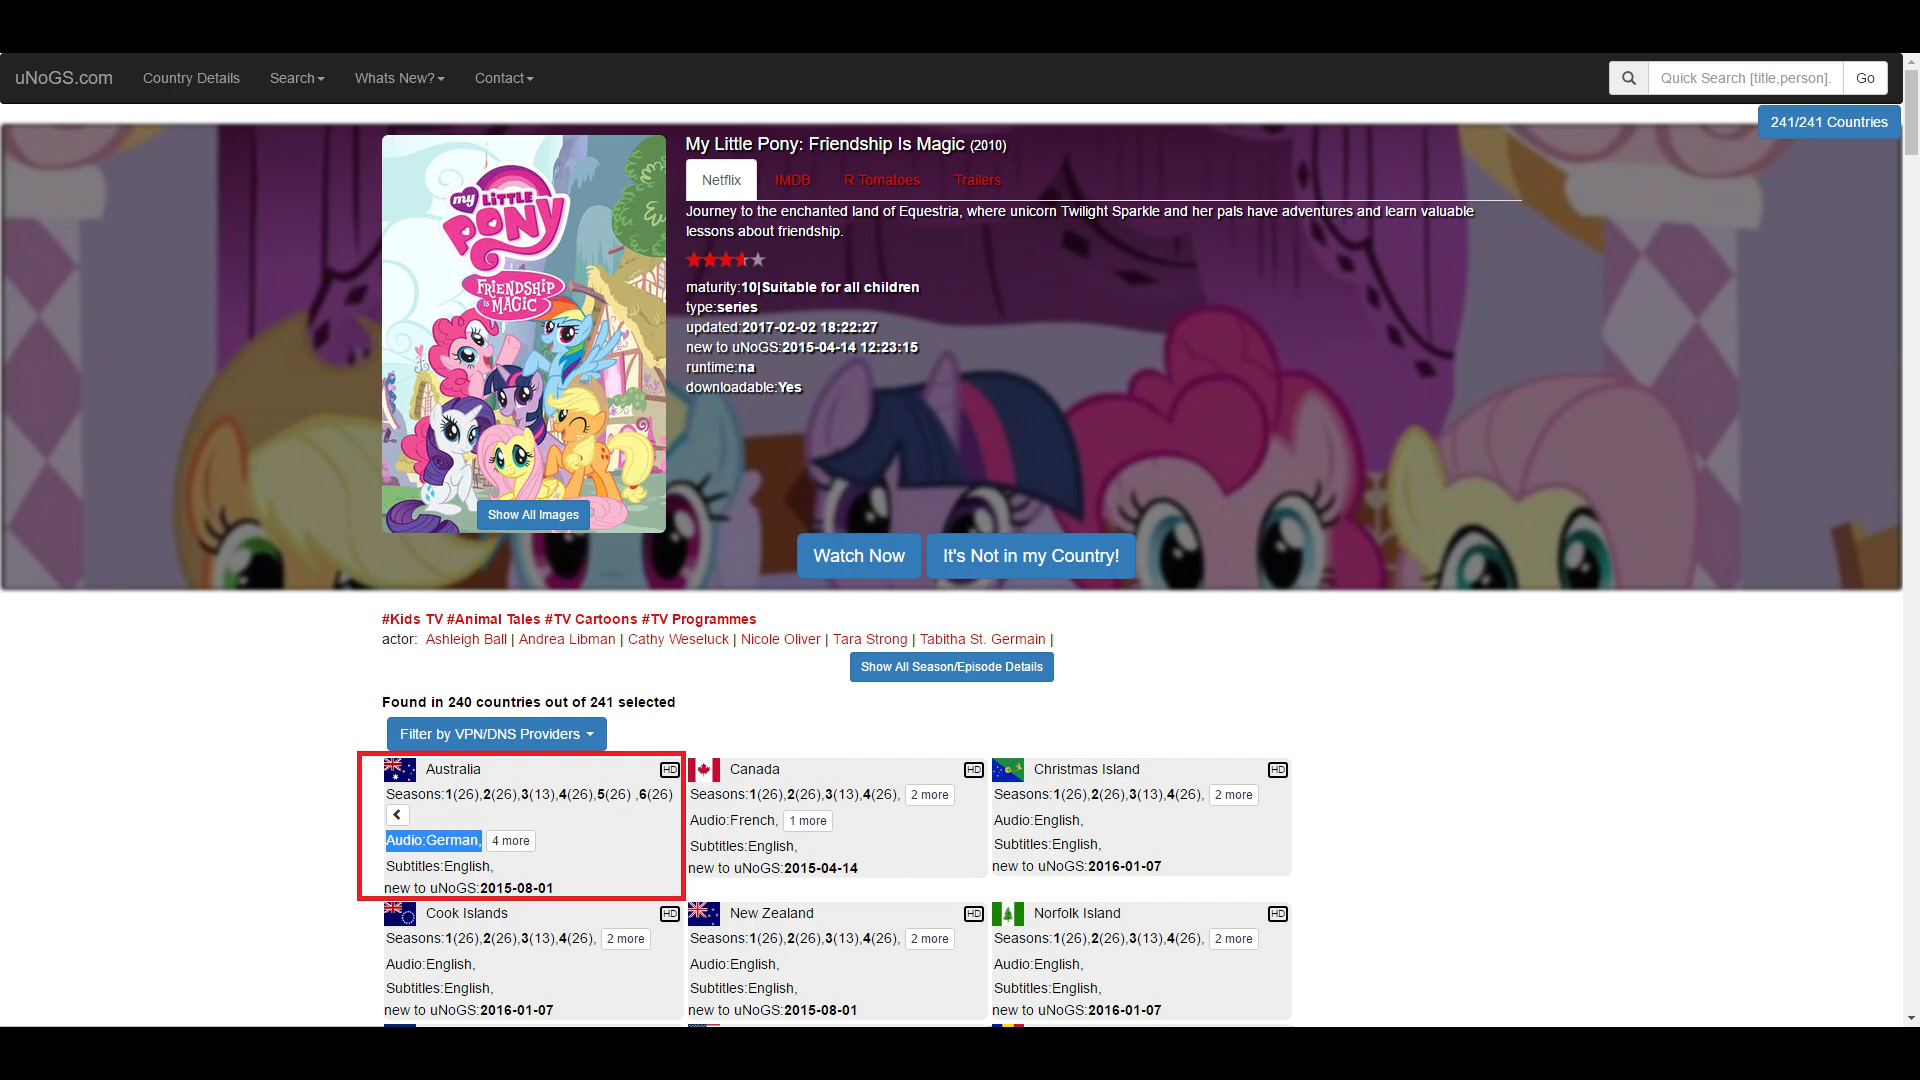 uNoGS.com Country Details Search Whats New? Contact Quick Search [title,person]. Go
241/241 Countries
my LITTLE PONY
FRIENDSHIP is MAGIC
Show All Images
My Little Pony: Friendship Is Magic (2010)
Netflix IMDB R.Tomatoes Trailers
Journey to the enchanted land of Equestria, where unicorn Twilight Sparkle and her pals have adventures and learn valuable
lessons about friendship.
maturity:10|Suitable for all children
type:series
updated:2017-02-02 18:22:27
new to uNoGS:2015-04-14 12:23:15
runtime:na
downloadable:Yes
Watch Now It's Not in my Country!
#Kids TV #Animal Tales #TV Cartoons #TV Programmes
actor: Ashleigh Ball | Andrea Libman | Cathy Weseluck | Nicole Oliver | Tara Strong | Tabitha St. Germain |
Show All Season/Episode Details
Found in 240 countries out of 241 selected
Filter by VPN/DNS Providers
Australia HD
Seasons:1(26),2(26),3(13),4(26),5(26) ,6(26)
Audio:German, 4 more
Subtitles:English,
new to uNoGS:2015-08-01
Canada HD
Seasons:1(26),2(26),3(13),4(26), 2 more
Audio:French, 1 more
Subtitles:English,
new to uNoGS:2015-04-14
Christmas Island HD
Seasons:1(26),2(26),3(13),4(26), 2 more
Audio:English,
Subtitles:English,
new to uNoGS:2016-01-07
Cook Islands HD
Seasons:1(26),2(26),3(13),4(26), 2 more
Audio:English,
Subtitles:English,
new to uNoGS:2016-01-07
New Zealand HD
Seasons:1(26),2(26),3(13),4(26), 2 more
Audio:English,
Subtitles:English,
new to uNoGS:2015-08-01
Norfolk Island HD
Seasons:1(26),2(26),3(13),4(26), 2 more
Audio:English,
Subtitles:English,
new to uNoGS:2016-01-07